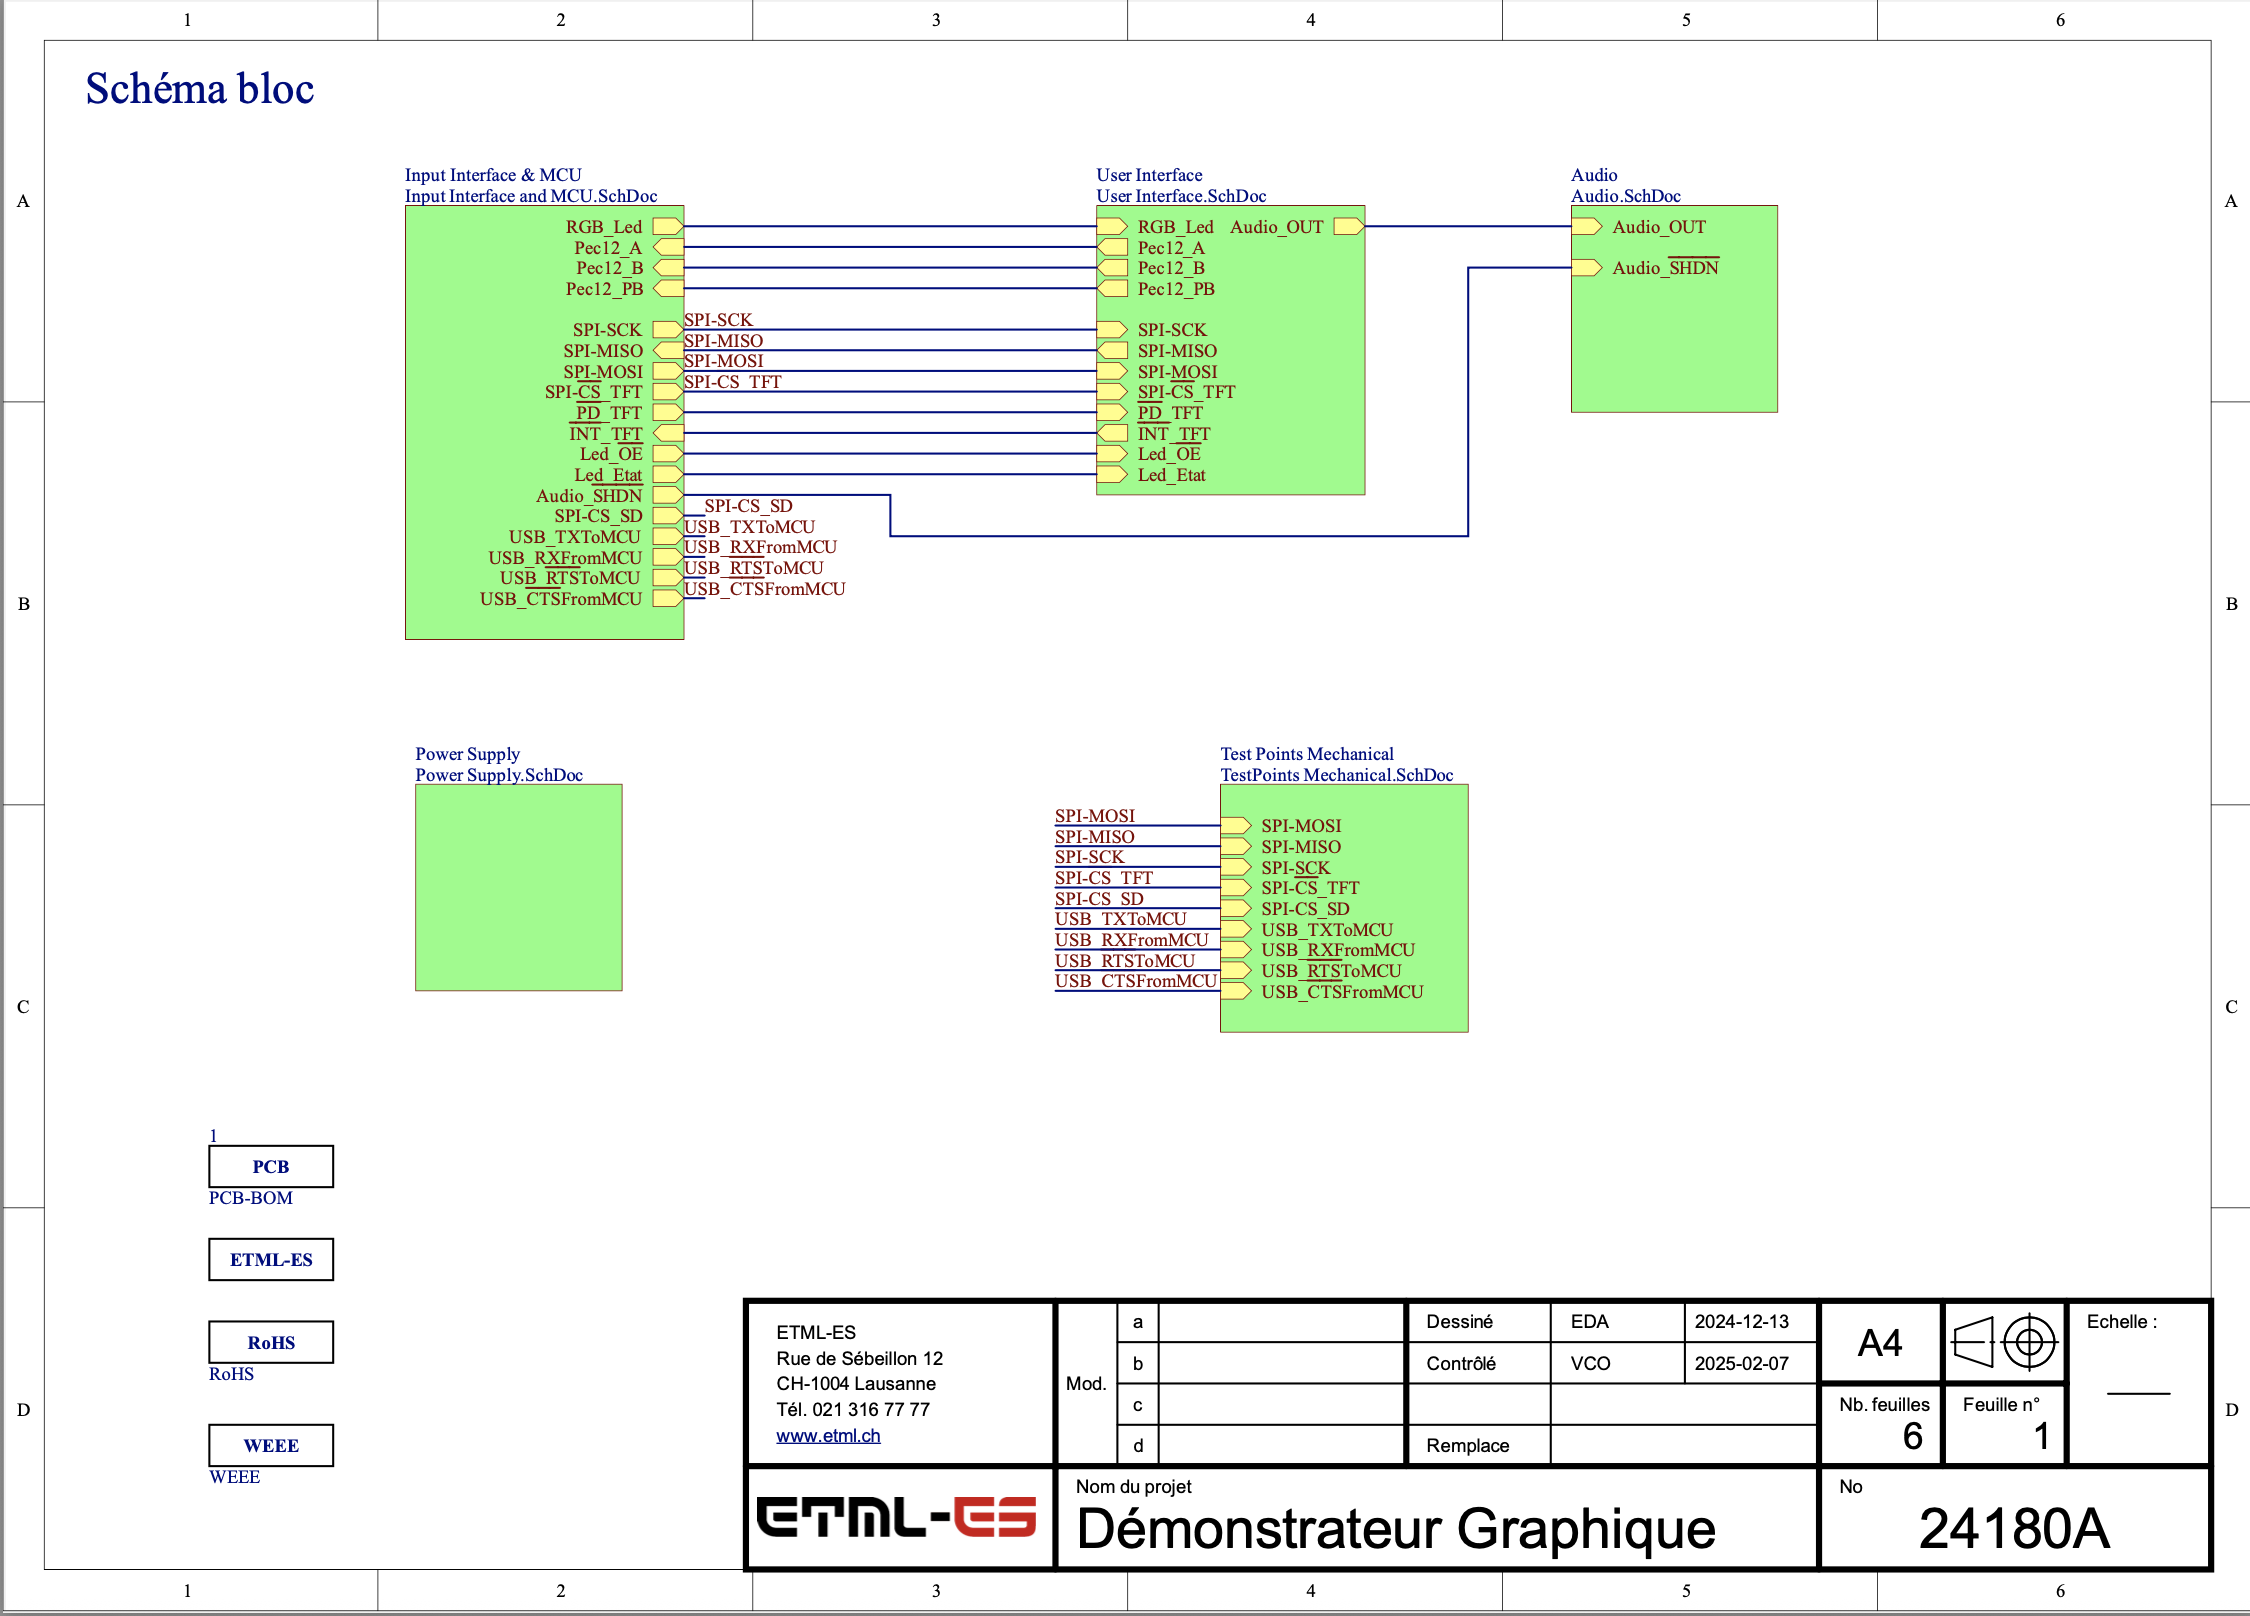 1 2 3 4 5 6
Schéma bloc
A
A
Input Interface & MCU
Input Interface and MCU.SchDoc
RGB_Led
Pec12_A
Pec12_B
Pec12_PB
SPI-SCK
SPI-MISO
SPI-MOSI
SPI-CS_TFT
PD_TFT
INT_TFT
Led_OE
Led_Etat
Audio_SHDN
SPI-CS_SD
USB_TXToMCU
USB_RXFromMCU
USB_RTSToMCU
USB_CTSFromMCU
SPI-SCK
SPI-MISO
SPI-MOSI
SPI-CS_TFT
SPI-CS_SD
USB_TXToMCU
USB_RXFromMCU
USB_RTSToMCU
USB_CTSFromMCU
User Interface
User Interface.SchDoc
RGB_Led Audio_OUT
Pec12_A
Pec12_B
Pec12_PB
SPI-SCK
SPI-MISO
SPI-MOSI
SPI-CS_TFT
PD_TFT
INT_TFT
Led_OE
Led_Etat
Audio
Audio.SchDoc
Audio_OUT
Audio_SHDN
B
B
Power Supply
Power Supply.SchDoc
Test Points Mechanical
TestPoints Mechanical.SchDoc
SPI-MOSI
SPI-MISO
SPI-SCK
SPI-CS_TFT
SPI-CS_SD
USB_TXToMCU
USB_RXFromMCU
USB_RTSToMCU
USB_CTSFromMCU
SPI-MOSI
SPI-MISO
SPI-SCK
SPI-CS_TFT
SPI-CS_SD
USB_TXToMCU
USB_RXFromMCU
USB_RTSToMCU
USB_CTSFromMCU
C
C
1
PCB
PCB-BOM
ETML-ES
RoHS
RoHS
WEEE
WEEE
D
D
ETML-ES
Rue de Sébeillon 12
CH-1004 Lausanne
Tél. 021 316 77 77
www.etml.ch
Mod.
a
b
c
d
Dessiné EDA 2024-12-13
Contrôlé VCO 2025-02-07
Remplace
A4
Echelle :
Nb. feuilles
6
Feuille n°
1
ETML-ES
Nom du projet
Démonstrateur Graphique
No
24180A
1 2 3 4 5 6